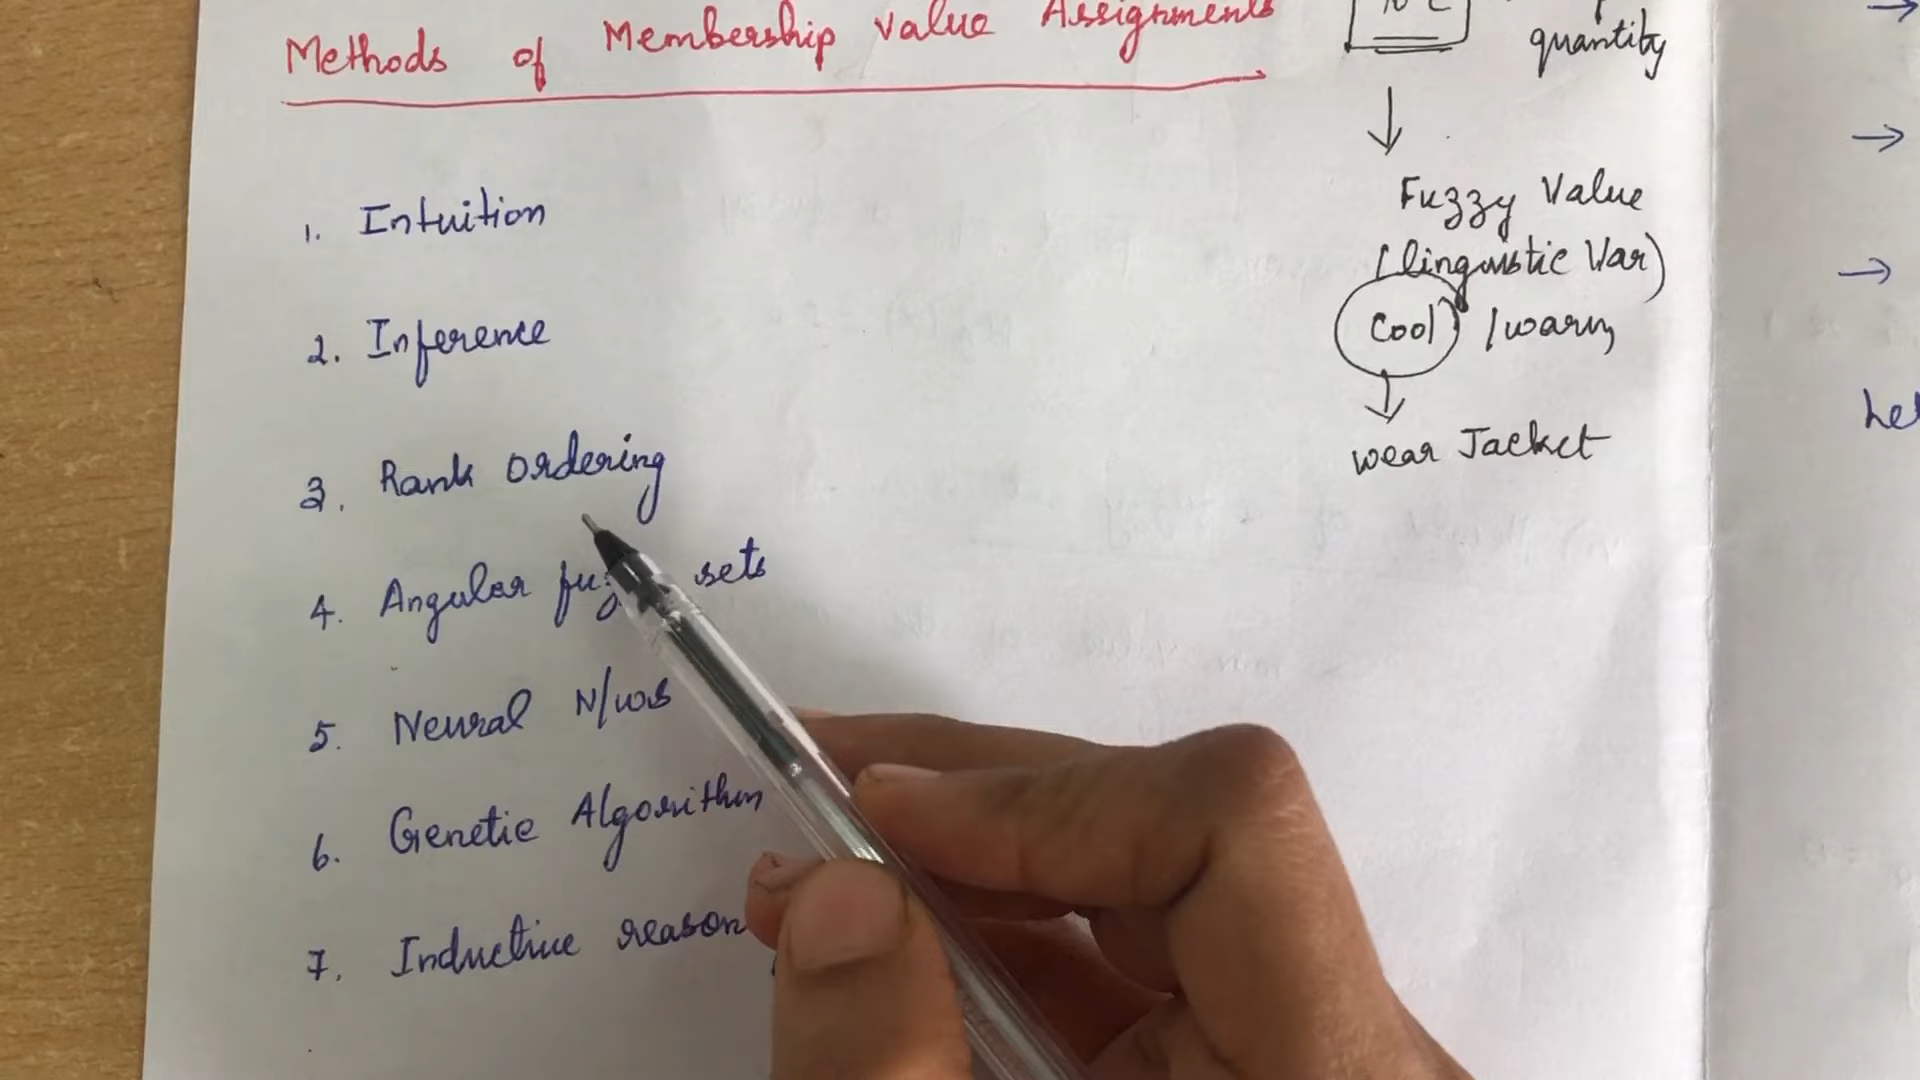 Methods of Membership Value Assignments
1. Intuition
2. Inference
3. Rank ordering
4. Angular sets
5. Neural N/ws
6. Genetic Algorithm
7. Inductive reason
quantity
↓
Fuzzy Value
(linguistic Var)
Cool / warm
↓
wear Jacket
→
→
→